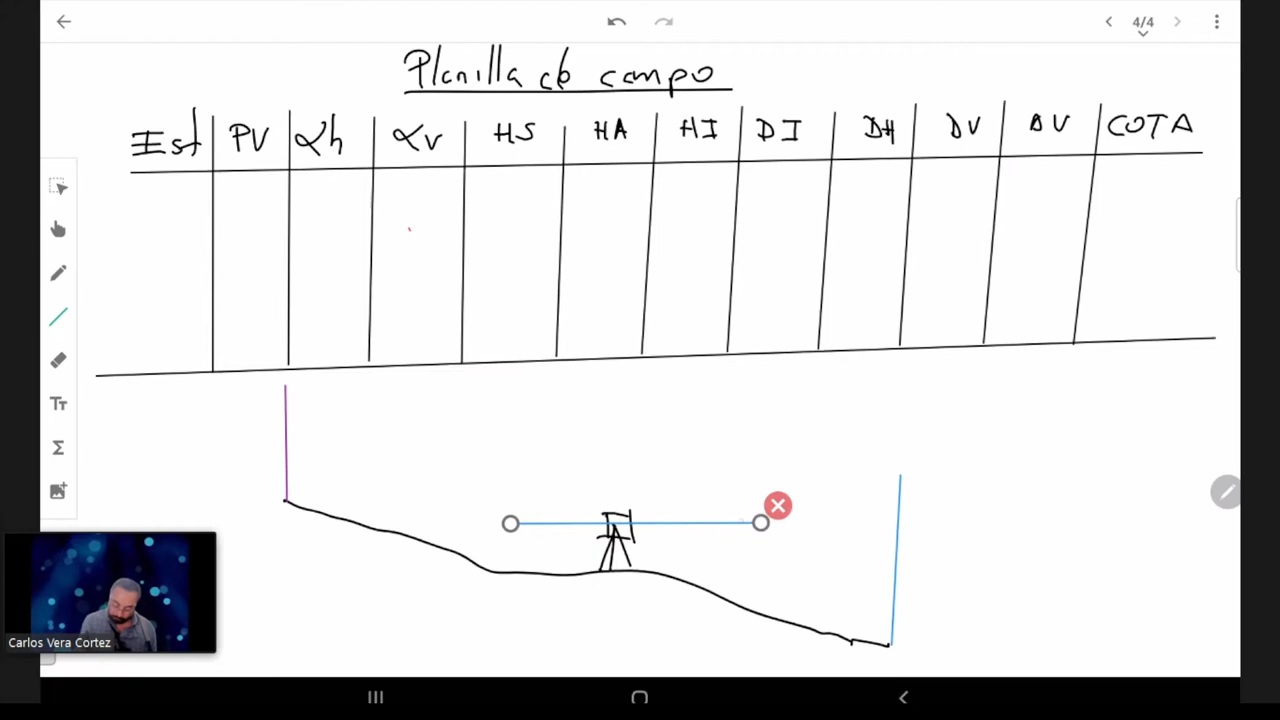 4/4
Planilla de campo
Est PV αh αv HS HA HI DI DH DV ΔV COTA
Tт
Σ
Carlos Vera Cortez